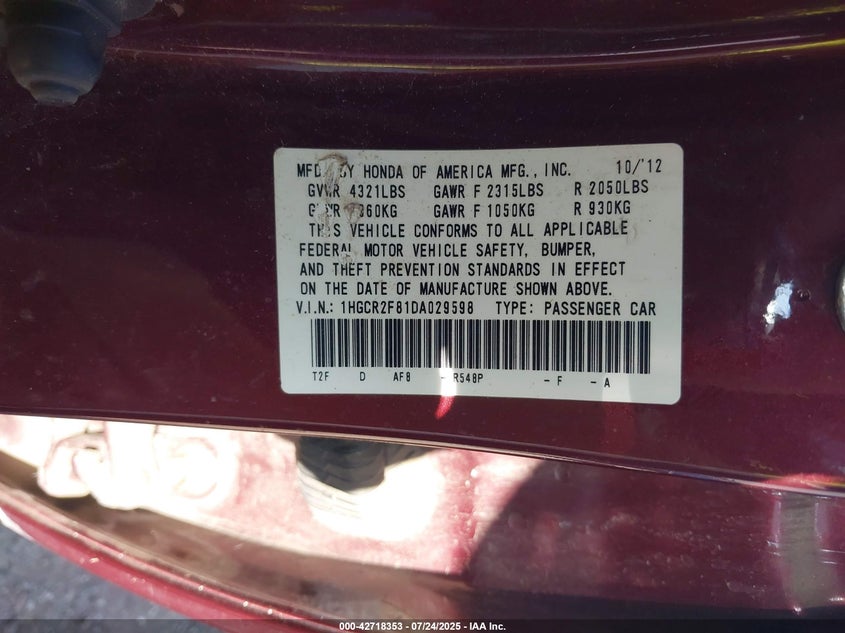 MFD BY HONDA OF AMERICA MFG., INC. 10/'12
GVWR 4321LBS GAWR F 2315LBS R 2050LBS
GVWR 1960KG GAWR F 1050KG R 930KG
THIS VEHICLE CONFORMS TO ALL APPLICABLE
FEDERAL MOTOR VEHICLE SAFETY, BUMPER,
AND THEFT PREVENTION STANDARDS IN EFFECT
ON THE DATE OF MANUFACTURE SHOWN ABOVE.
V.I.N.: 1HGCR2F81DA029598 TYPE: PASSENGER CAR
T2F D AF8 - R548P - F - A
000-42718353 - 07/24/2025 - IAA Inc.